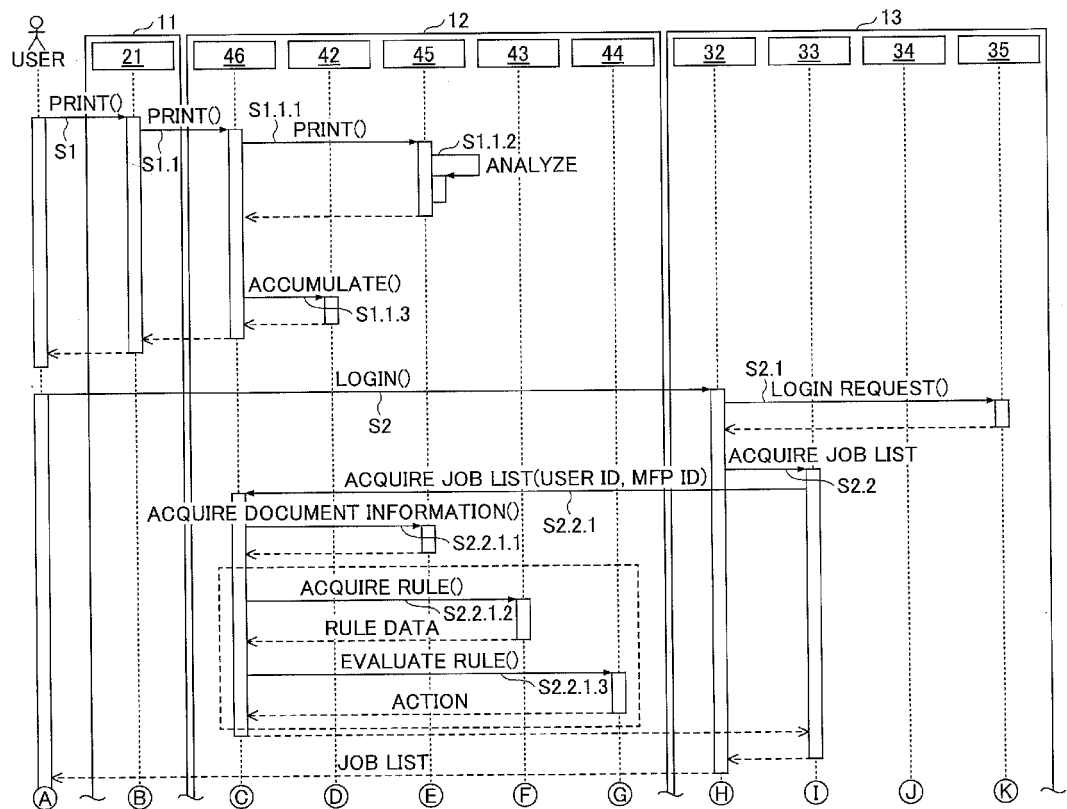 11
12
13
USER
21
46
42
45
43
44
32
33
34
35
PRINT()
S1
PRINT()
S1.1
S1.1.1
PRINT()
S1.1.2
ANALYZE
ACCUMULATE()
S1.1.3
LOGIN()
S2
S2.1
LOGIN REQUEST()
ACQUIRE JOB LIST
S2.2
ACQUIRE JOB LIST(USER ID, MFP ID)
S2.2.1
ACQUIRE DOCUMENT INFORMATION()
S2.2.1.1
ACQUIRE RULE()
S2.2.1.2
RULE DATA
EVALUATE RULE()
S2.2.1.3
ACTION
JOB LIST
A
B
C
D
E
F
G
H
I
J
K